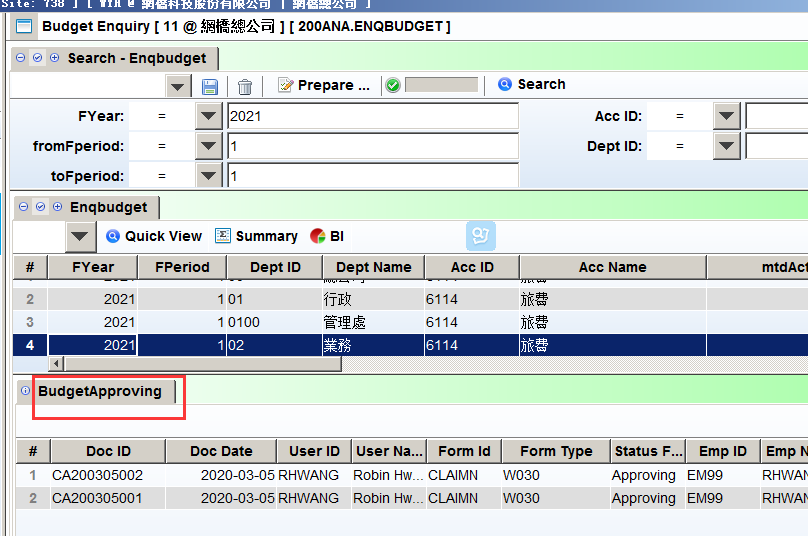 Site: 738 ] [ WYH @ 網橋科技股份有限公司 [ 網橋總公司 ]
Budget Enquiry [ 11 @ 網橋總公司 ] [ 200ANA.ENQBUDGET ]
Search - Enqbudget
Prepare ... Search
FYear: = 2021 Acc ID: =
fromFperiod: = 1 Dept ID: =
toFperiod: = 1
Enqbudget
Quick View Summary BI
# FYear FPeriod Dept ID Dept Name Acc ID Acc Name mtdAct
2 2021 1 01 行政 6114 旅費
3 2021 1 0100 管理處 6114 旅費
4 2021 1 02 業務 6114 旅費
BudgetApproving
# Doc ID Doc Date User ID User Na... Form Id Form Type Status F... Emp ID Emp N
1 CA200305002 2020-03-05 RHWANG Robin Hw... CLAIMN W030 Approving EM99 RHWAN
2 CA200305001 2020-03-05 RHWANG Robin Hw... CLAIMN W030 Approving EM99 RHWAN